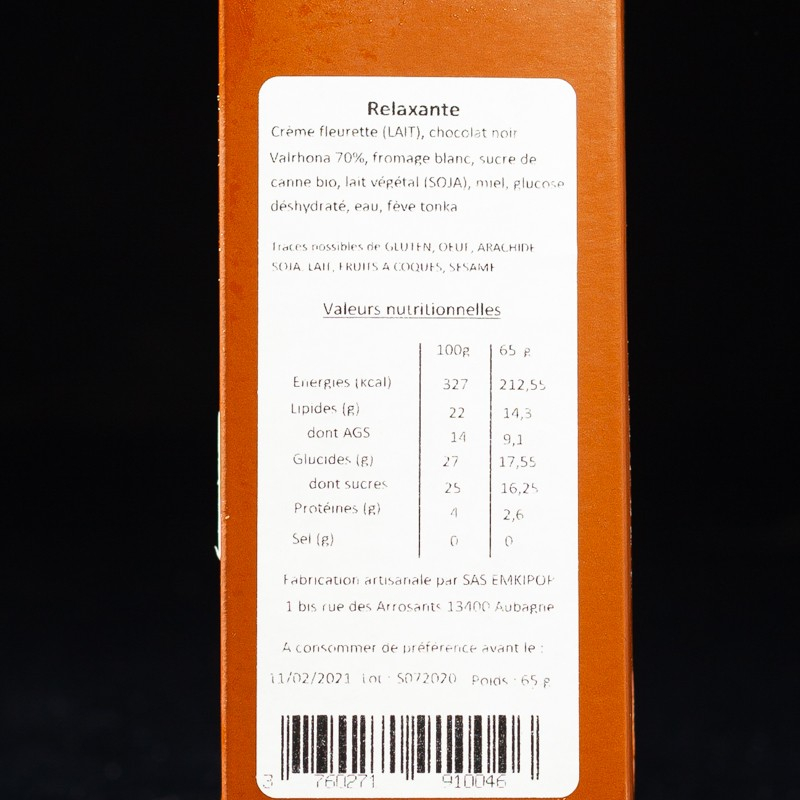 Relaxante
Crème fleurette (LAIT), chocolat noir
Valrhona 70%, fromage blanc, sucre de
canne bio, lait végétal (SOJA), miel, glucose
déshydraté, eau, fève tonka
Traces possibles de GLUTEN, OEUF, ARACHIDE
SOJA, LAIT, FRUITS A COQUES, SESAME
Valeurs nutritionnelles
100g 65 g
Energies (kcal) 327 212,55
Lipides (g) 22 14,3
dont AGS 14 9,1
Glucides (g) 27 17,55
dont sucres 25 16,25
Protéines (g) 4 2,6
Sel (g) 0 0
Fabrication artisanale par SAS EMKIPOP
1 bis rue des Arrosants 13400 Aubagne
A consommer de préférence avant le :
11/02/2021 Lot : S072020 Poids : 65 g
3 760271 910046